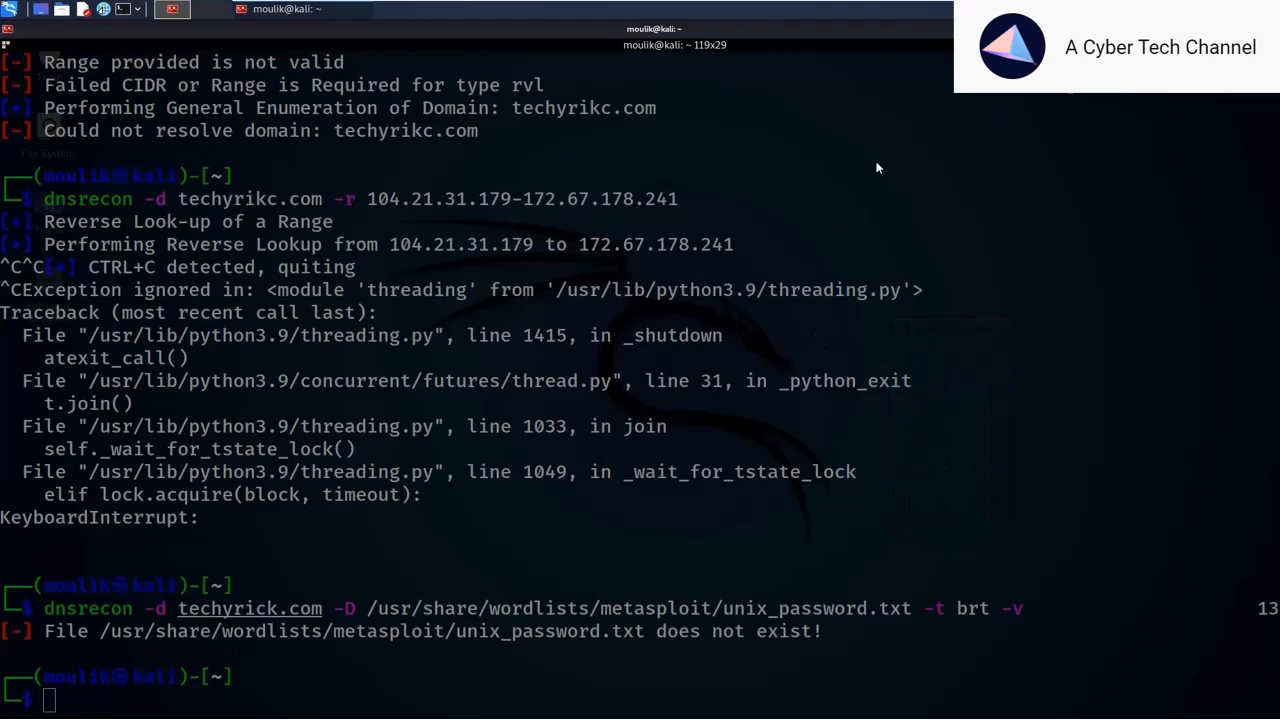 moulik@kali: ~
moulik@kali: ~
moulik@kali: ~ 119x29
A Cyber Tech Channel
[-] Range provided is not valid
[-] Failed CIDR or Range is Required for type rvl
[*] Performing General Enumeration of Domain: techyrikc.com
[-] Could not resolve domain: techyrikc.com
File System
┌──(moulik㉿kali)-[~]
└─$ dnsrecon -d techyrikc.com -r 104.21.31.179-172.67.178.241
[*] Reverse Look-up of a Range
[*] Performing Reverse Lookup from 104.21.31.179 to 172.67.178.241
^C^C[*] CTRL+C detected, quiting
^CException ignored in: <module 'threading' from '/usr/lib/python3.9/threading.py'>
Traceback (most recent call last):
  File "/usr/lib/python3.9/threading.py", line 1415, in _shutdown
    atexit_call()
  File "/usr/lib/python3.9/concurrent/futures/thread.py", line 31, in _python_exit
    t.join()
  File "/usr/lib/python3.9/threading.py", line 1033, in join
    self._wait_for_tstate_lock()
  File "/usr/lib/python3.9/threading.py", line 1049, in _wait_for_tstate_lock
    elif lock.acquire(block, timeout):
KeyboardInterrupt:
┌──(moulik㉿kali)-[~]
└─$ dnsrecon -d techyrick.com -D /usr/share/wordlists/metasploit/unix_password.txt -t brt -v 13
[-] File /usr/share/wordlists/metasploit/unix_password.txt does not exist!
┌──(moulik㉿kali)-[~]
└─$